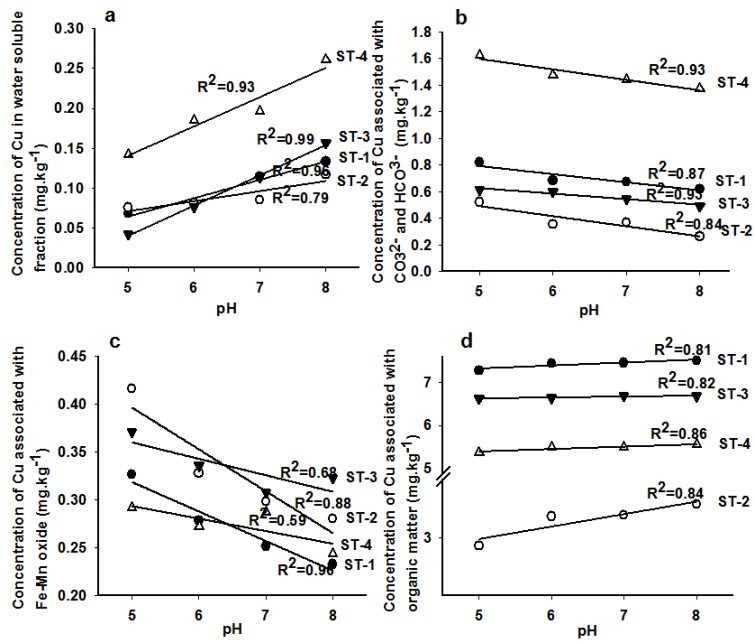 a
Concentration of Cu in water soluble
fraction (mg.kg-1)
0.30
0.25
0.20
0.15
0.10
0.05
0.00
5 6 7 8
pH
R2=0.93
ST-4
R2=0.99
ST-3
R2=0.96
ST-1
R2=0.79
ST-2
b
Concentration of Cu associated with
CO32- and HCO3- (mg.kg-1)
1.8
1.6
1.4
1.2
1.0
0.8
0.6
0.4
0.2
0.0
5 6 7 8
pH
R2=0.93
ST-4
R2=0.87
ST-1
R2=0.93
ST-3
R2=0.84
ST-2
c
Concentration of Cu associated with
Fe-Mn oxide (mg.kg-1)
0.45
0.40
0.35
0.30
0.25
0.20
5 6 7 8
pH
R2=0.68
ST-3
R2=0.88
ST-2
R2=0.59
ST-4
R2=0.96
ST-1
d
Concentration of Cu associated with
organic matter (mg.kg-1)
7
6
5
3
5 6 7 8
pH
R2=0.81
ST-1
R2=0.82
ST-3
R2=0.86
ST-4
R2=0.84
ST-2